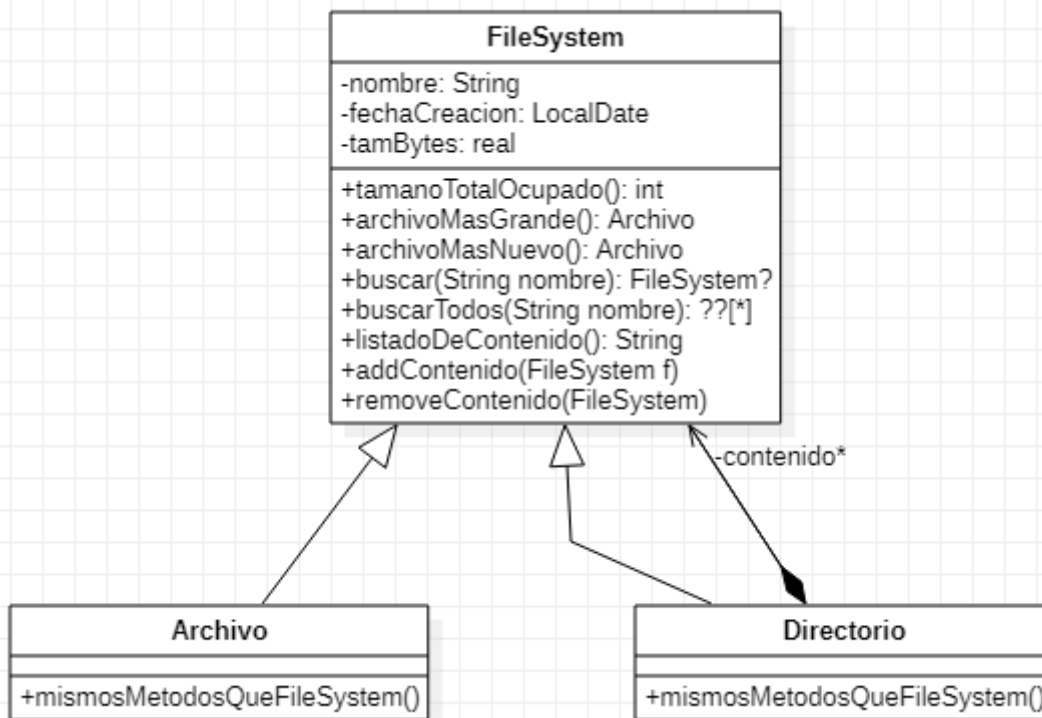 FileSystem
-nombre: String
-fechaCreacion: LocalDate
-tamBytes: real
+tamanoTotalOcupado(): int
+archivoMasGrande(): Archivo
+archivoMasNuevo(): Archivo
+buscar(String nombre): FileSystem?
+buscarTodos(String nombre): ??[*]
+listadoDeContenido(): String
+addContenido(FileSystem f)
+removeContenido(FileSystem)
-contenido*
Archivo
+mismosMetodosQueFileSystem()
Directorio
+mismosMetodosQueFileSystem()